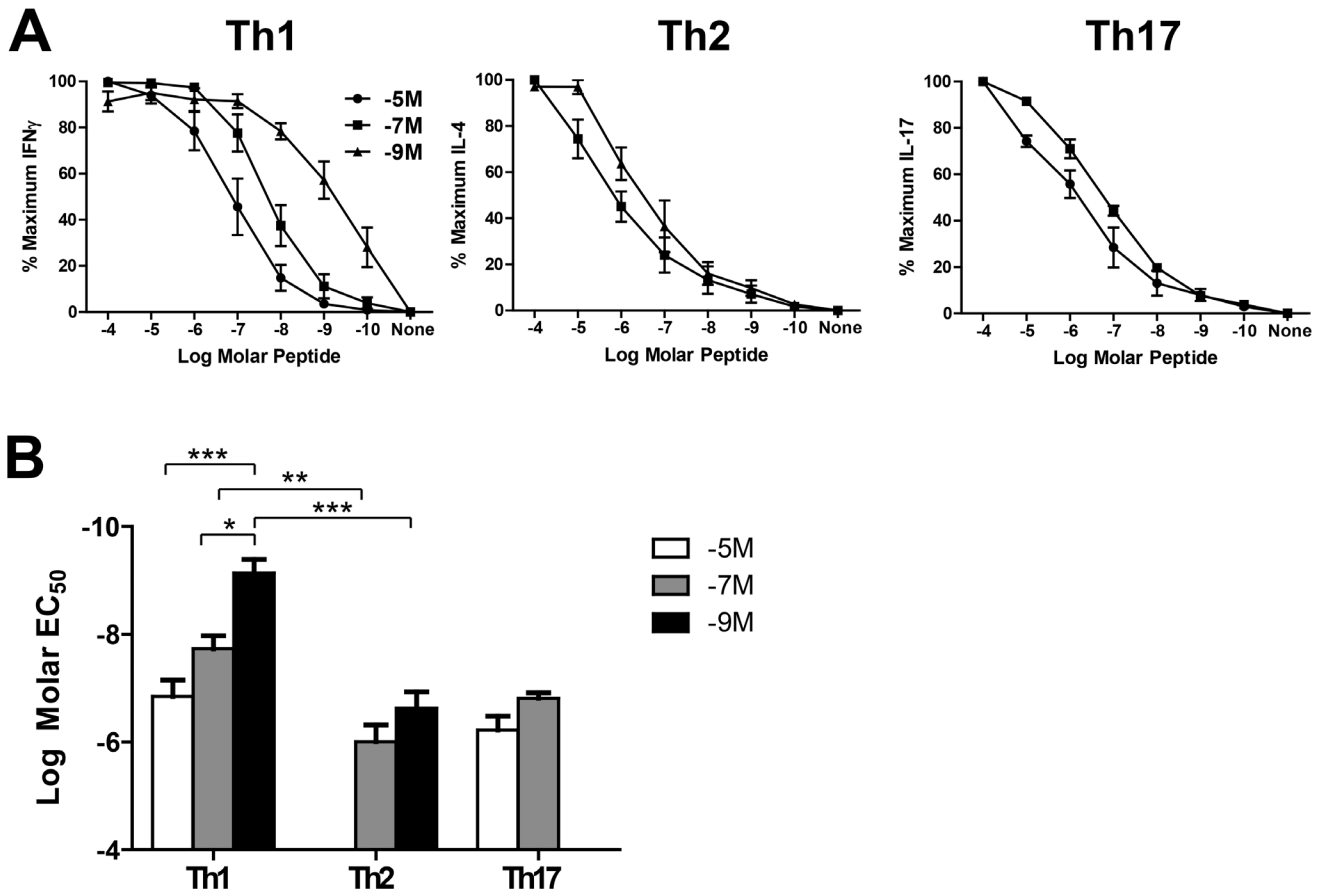 A
Th1
Th2
Th17
% Maximum IFNγ
100
80
60
40
20
0
-4 -5 -6 -7 -8 -9 -10 None
Log Molar Peptide
-5M
-7M
-9M
% Maximum IL-4
100
80
60
40
20
0
-4 -5 -6 -7 -8 -9 -10 None
Log Molar Peptide
% Maximum IL-17
100
80
60
40
20
0
-4 -5 -6 -7 -8 -9 -10 None
Log Molar Peptide
B
***
**
***
*
Log Molar EC50
-10
-8
-6
-4
Th1 Th2 Th17
-5M
-7M
-9M